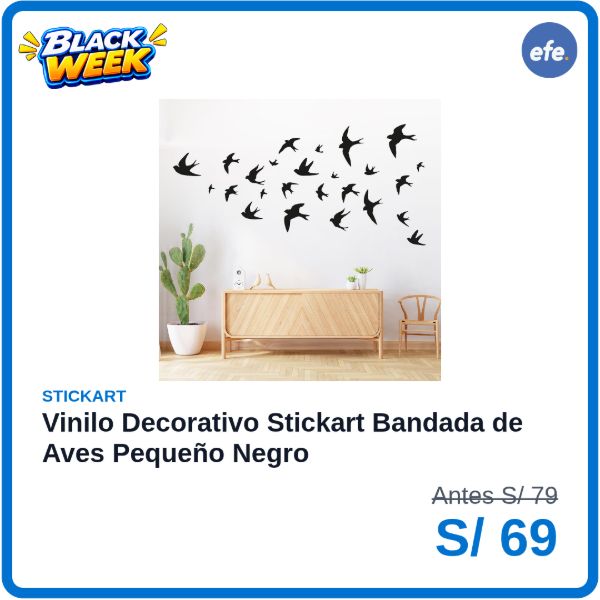 BLACK
WEEK
efe.
STICKART
Vinilo Decorativo Stickart Bandada de
Aves Pequeño Negro
Antes S/ 79
S/ 69